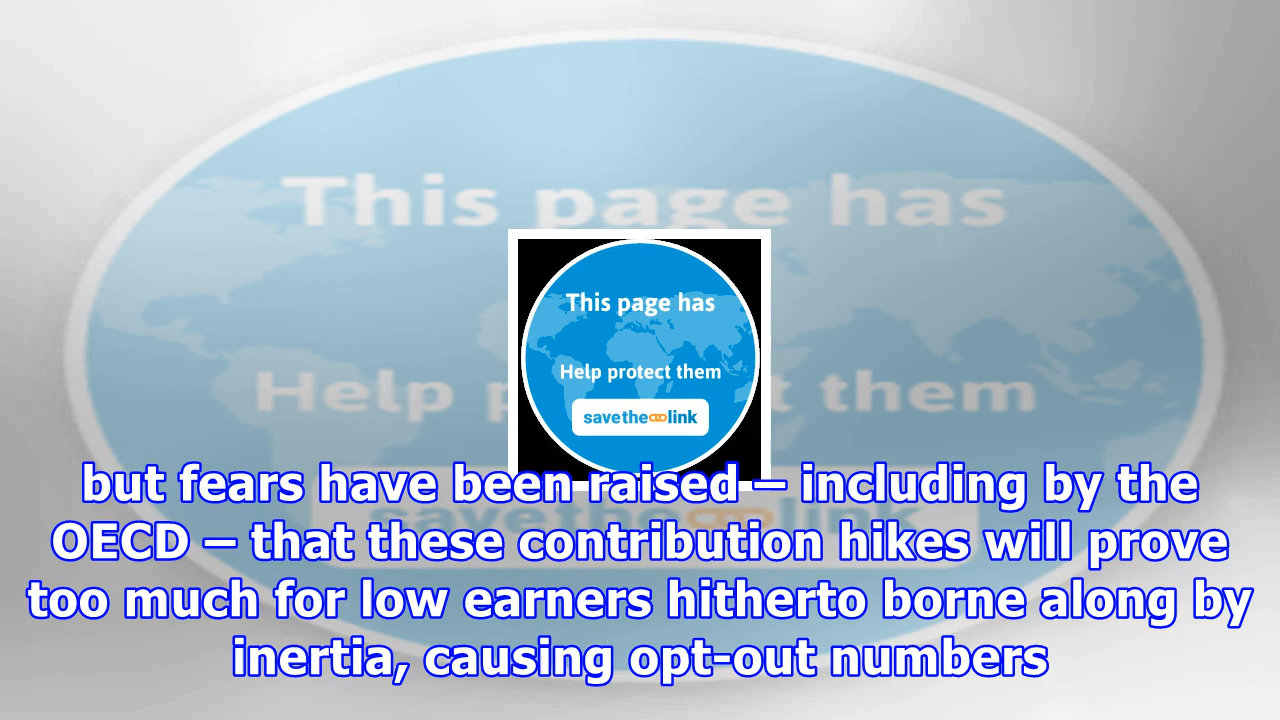 This page has
Help protect them
savethelink
This page has
Help protect them
savethelink
but fears have been raised – including by the
OECD – that these contribution hikes will prove
too much for low earners hitherto borne along by
inertia, causing opt-out numbers